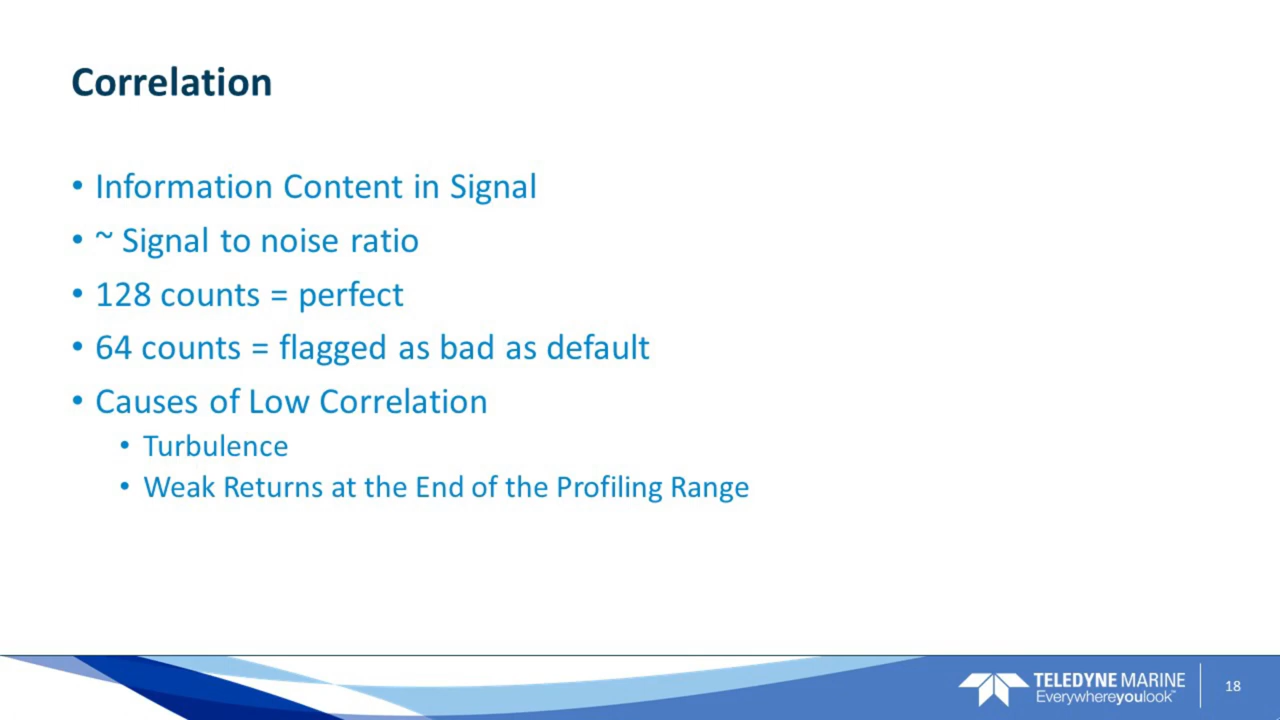 Correlation
• Information Content in Signal
• ~ Signal to noise ratio
• 128 counts = perfect
• 64 counts = flagged as bad as default
• Causes of Low Correlation
• Turbulence
• Weak Returns at the End of the Profiling Range
TELEDYNE MARINE
Everywhereyoulook™
18